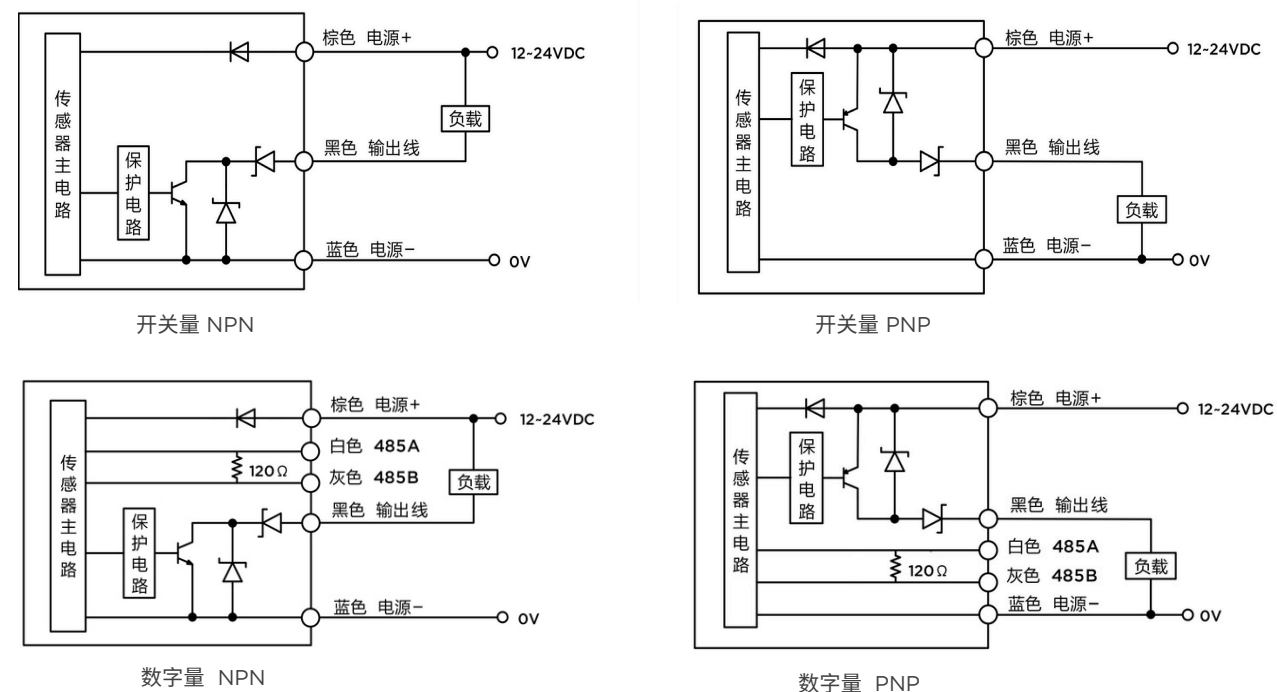 棕色 电源+
12~24VDC
传感器主电路
负载
黑色 输出线
保护电路
蓝色 电源-
0V
开关量 NPN
棕色 电源+
12~24VDC
保护电路
传感器主电路
黑色 输出线
负载
蓝色 电源-
0V
开关量 PNP
棕色 电源+
12~24VDC
白色 485A
传感器主电路
120Ω
灰色 485B
负载
黑色 输出线
保护电路
蓝色 电源-
0V
数字量 NPN
棕色 电源+
12~24VDC
保护电路
传感器主电路
黑色 输出线
白色 485A
负载
120Ω
灰色 485B
蓝色 电源-
0V
数字量 PNP